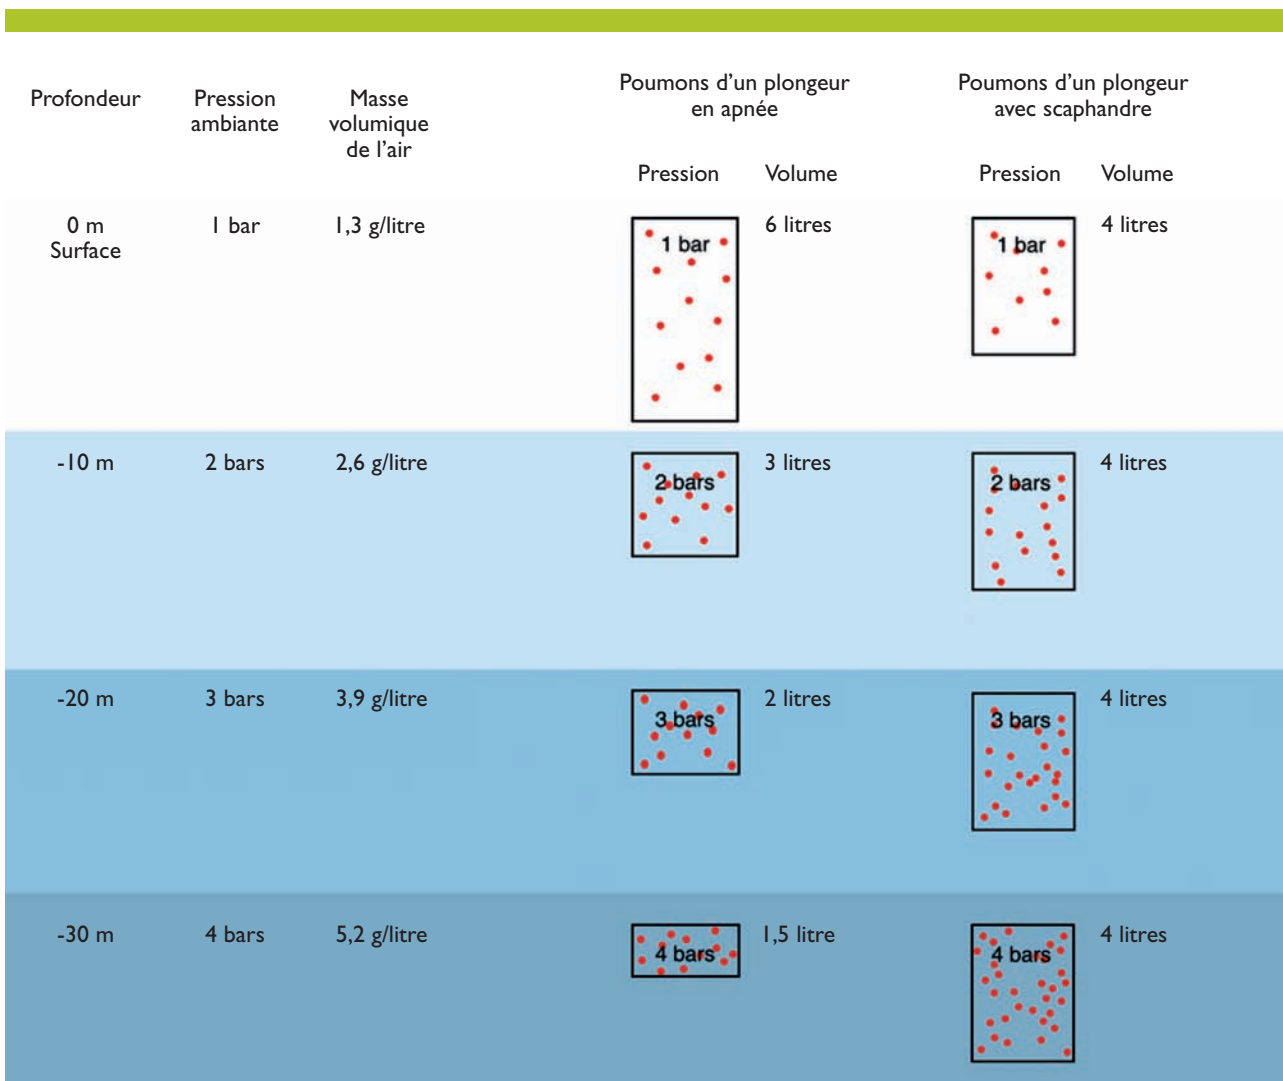 Profondeur
Pression
ambiante
Masse
volumique
de l'air
Poumons d'un plongeur
en apnée
Poumons d'un plongeur
avec scaphandre
Pression Volume Pression Volume
0 m
Surface
1 bar
1,3 g/litre
1 bar
6 litres
1 bar
4 litres
-10 m 2 bars 2,6 g/litre
2 bars
3 litres
2 bars
4 litres
-20 m 3 bars 3,9 g/litre
3 bars
2 litres
3 bars
4 litres
-30 m 4 bars 5,2 g/litre
4 bars
1,5 litre
4 bars
4 litres